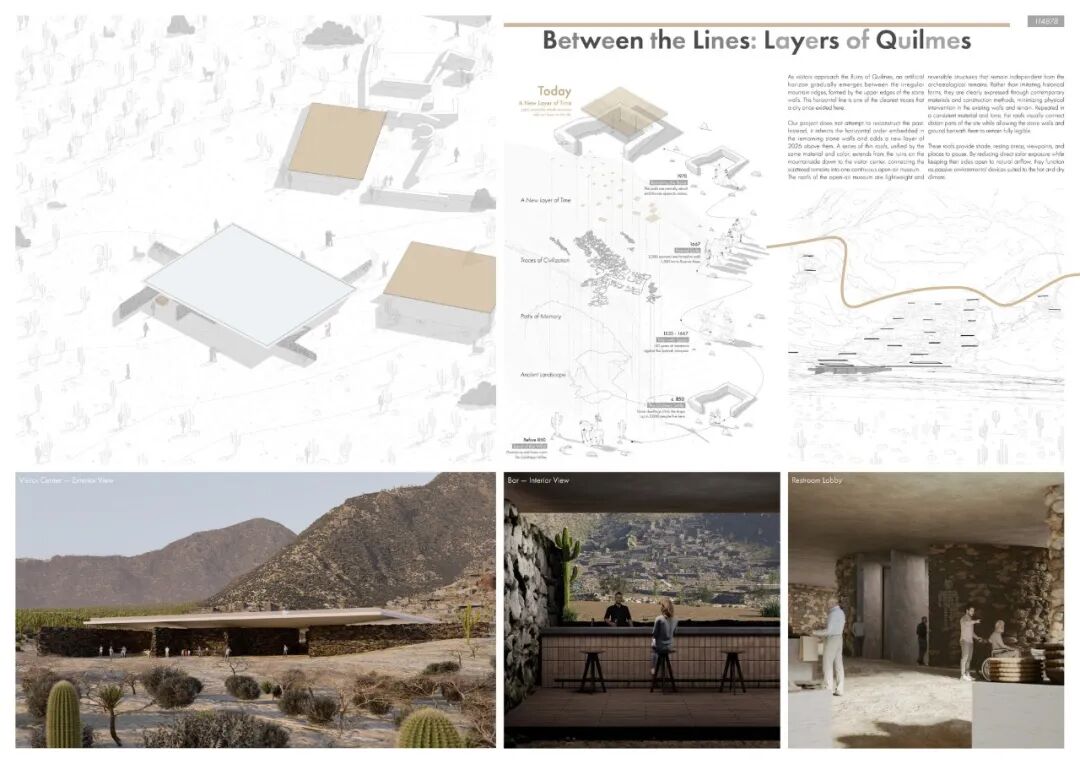 114878
Between the Lines: Layers of Quilmes
As visitors approach the Ruins of Quilmes, an artificial
horizon gradually emerges between the irregular
mountain ridges, formed by the upper edges of the stone
walls. This horizontal line is one of the clearest traces that
a city once existed here.
Our project does not attempt to reconstruct the past.
Instead, it inherits the horizontal order embedded in
the remaining stone walls and adds a new layer of
2026 above them. A series of thin roofs, unified by the
same material and color, extends from the ruins on the
mountainside down to the visitor center, connecting the
scattered remains into one continuous open-air museum.
The roofs of the open-air museum are lightweight and
reversible structures that remain independent from the
archaeological remains. Rather than imitating historical
forms, they are clearly expressed through contemporary
materials and construction methods, minimizing physical
intervention in the existing walls and terrain. Repeated in
a consistent material and form, the roofs visually connect
distant parts of the site while allowing the stone walls and
ground beneath them to remain fully legible.
These roofs provide shade, resting areas, viewpoints, and
places to pause. By reducing direct solar exposure while
keeping their sides open to natural airflow, they function
as passive environmental devices suited to the hot and dry
climate.
Today
A New Layer of Time
1978
A New Layer of Time
1667
Traces of Civilization
Paths of Memory
1535 - 1667
Ancient Landscape
c. 850
Before 850
Visitor Center — Exterior View
Bar — Interior View
Restroom Lobby